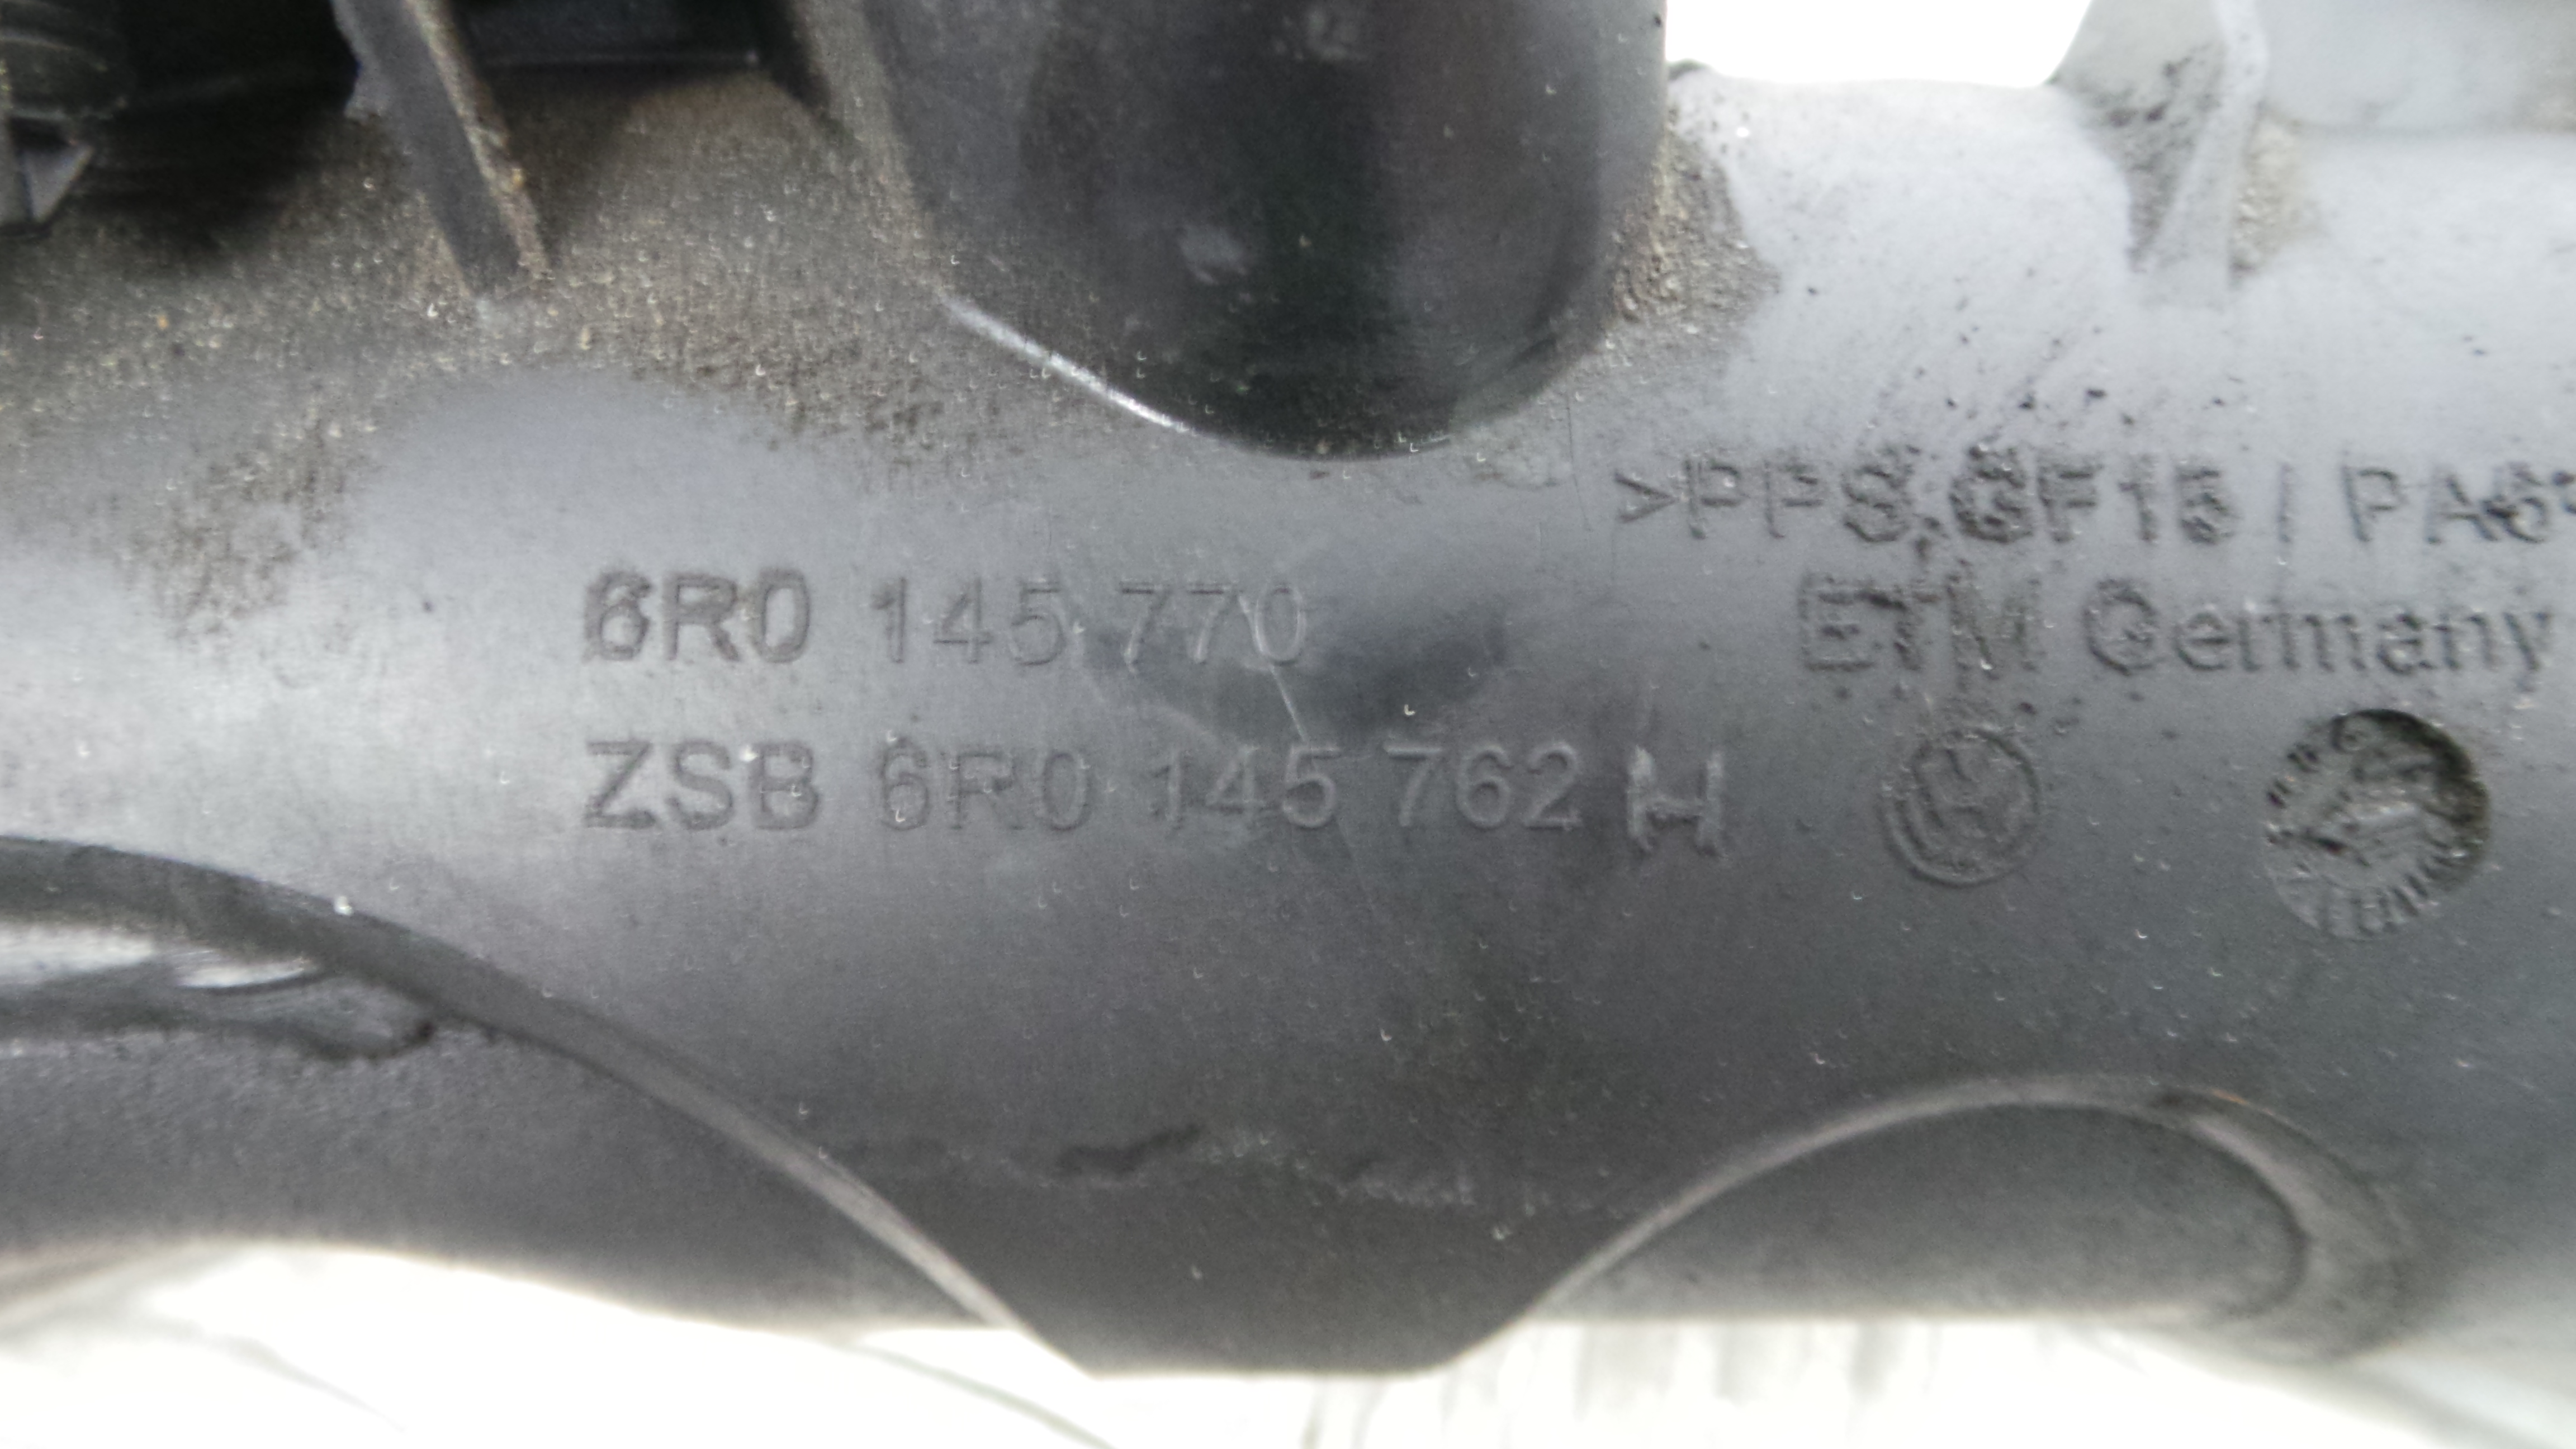 >PPS,GF15 / PA6
ETM Germany
6R0 145 770
ZSB 6R0 145 762 H